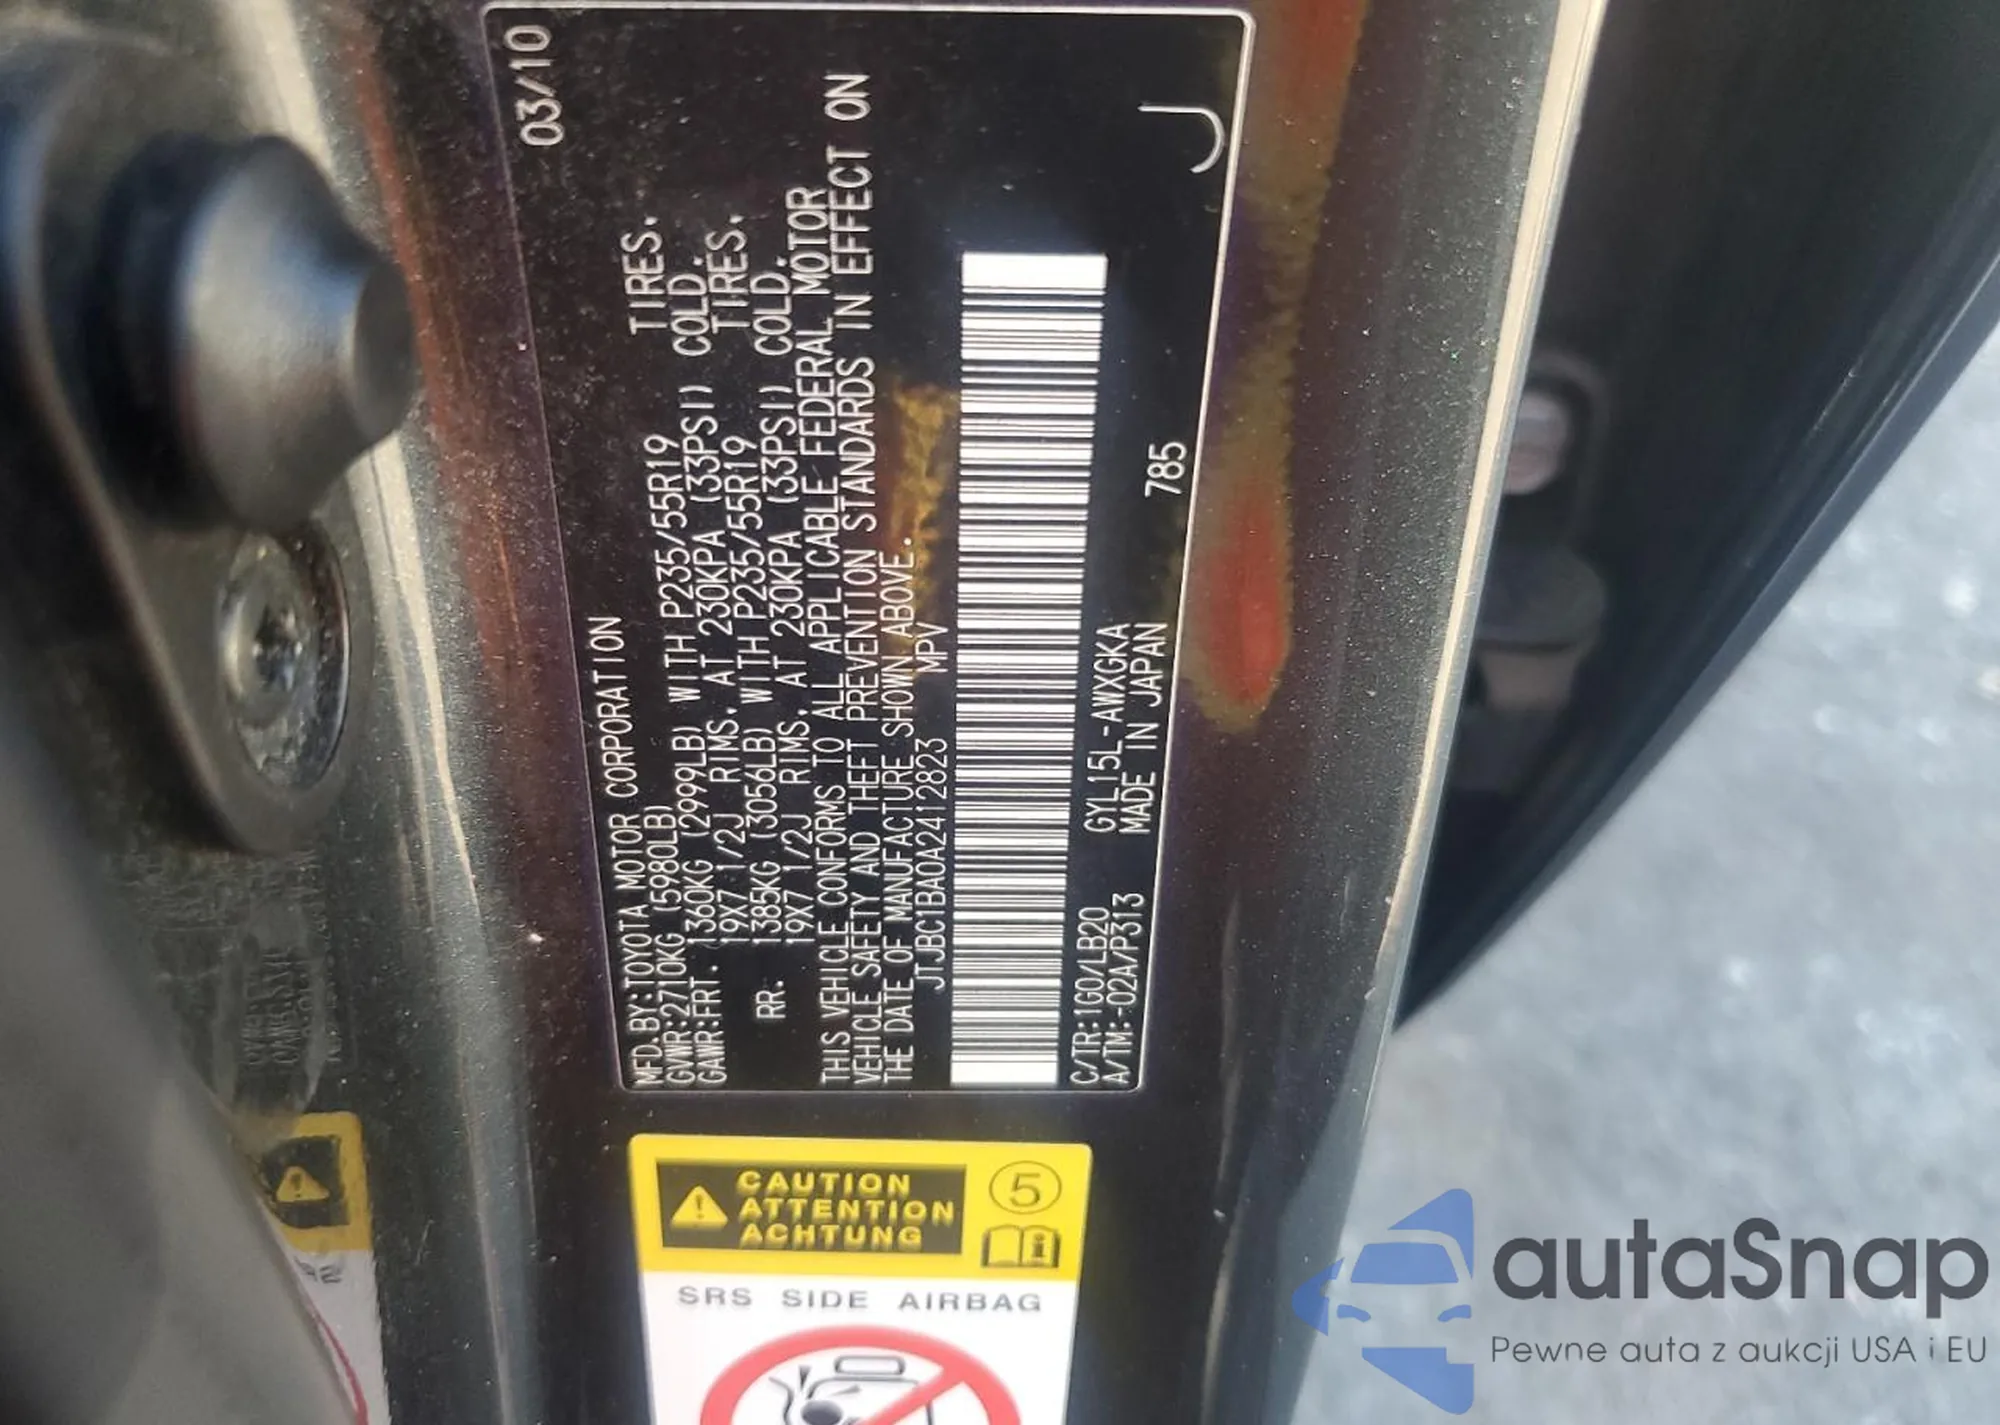 MFD.BY:TOYOTA MOTOR CORPORATION 03/10
GVWR:2710KG (5980LB)
GAWR:FRT. 1360KG (2999LB) WITH P235/55R19 TIRES.
19X7 1/2J RIMS, AT 230KPA (33PSI) COLD.
RR. 1385KG (3056LB) WITH P235/55R19 TIRES.
19X7 1/2J RIMS, AT 230KPA (33PSI) COLD.
THIS VEHICLE CONFORMS TO ALL APPLICABLE FEDERAL MOTOR
VEHICLE SAFETY AND THEFT PREVENTION STANDARDS IN EFFECT ON
THE DATE OF MANUFACTURE SHOWN ABOVE.
JTJBC1BA0A2412823 MPV
C/TR:1G0/LB20 GYL15L-AWXGKA
A/TM:-02A/P313 MADE IN JAPAN 785
J
CAUTION
ATTENTION
ACHTUNG
5
SRS SIDE AIRBAG
autaSnap
Pewne auta z aukcji USA i EU